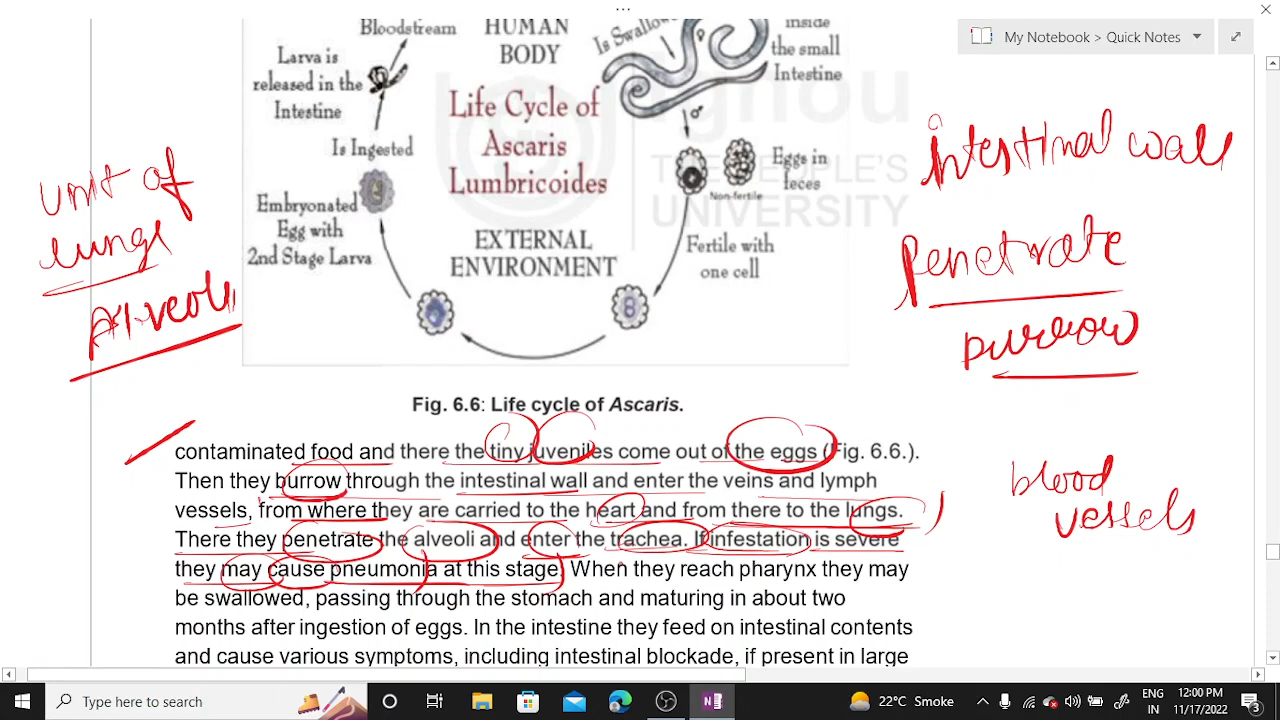 ...
My Notebook > Quick Notes
Bloodstream
HUMAN
BODY
Is Swallow
inside
the small
Intestine
Larva is
released in the
Intestine
Life Cycle of
Ascaris
Lumbricoides
Is Ingested
Eggs in
feces
Non-fertile
THE PEOPLE'S
UNIVERSITY
Embryonated
Egg with
2nd Stage Larva
EXTERNAL
ENVIRONMENT
Fertile with
one cell
8
unit of
lungs
Alveoli
intestinal wall
Penetrate
burrow
blood
vessels
Fig. 6.6: Life cycle of Ascaris.
contaminated food and there the tiny juveniles come out of the eggs (Fig. 6.6.).
Then they burrow through the intestinal wall and enter the veins and lymph
vessels, from where they are carried to the heart and from there to the lungs.
There they penetrate the alveoli and enter the trachea. If infestation is severe
they may cause pneumonia at this stage. When they reach pharynx they may
be swallowed, passing through the stomach and maturing in about two
months after ingestion of eggs. In the intestine they feed on intestinal contents
and cause various symptoms, including intestinal blockade, if present in large
Type here to search
22°C Smoke
ENG
IN
12:00 PM
11/17/2022
3